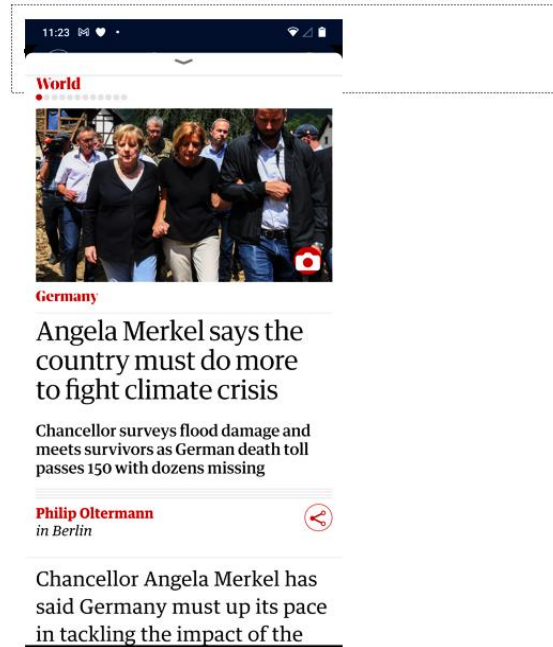 11:23
World
Germany
Angela Merkel says the
country must do more
to fight climate crisis
Chancellor surveys flood damage and
meets survivors as German death toll
passes 150 with dozens missing
Philip Oltermann
in Berlin
Chancellor Angela Merkel has
said Germany must up its pace
in tackling the impact of the